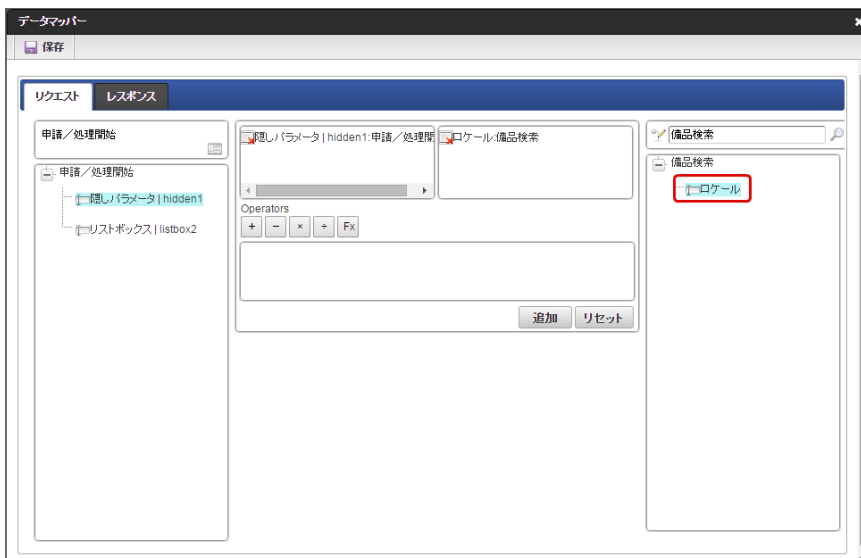 データマッパー
保存
リクエスト レスポンス
申請／処理開始
申請／処理開始
隠しパラメータ | hidden1
リストボックス | listbox2
隠しパラメータ | hidden1:申請／処理開
ロケール:備品検索
Operators
+ − × ÷ Fx
追加 リセット
備品検索
備品検索
ロケール